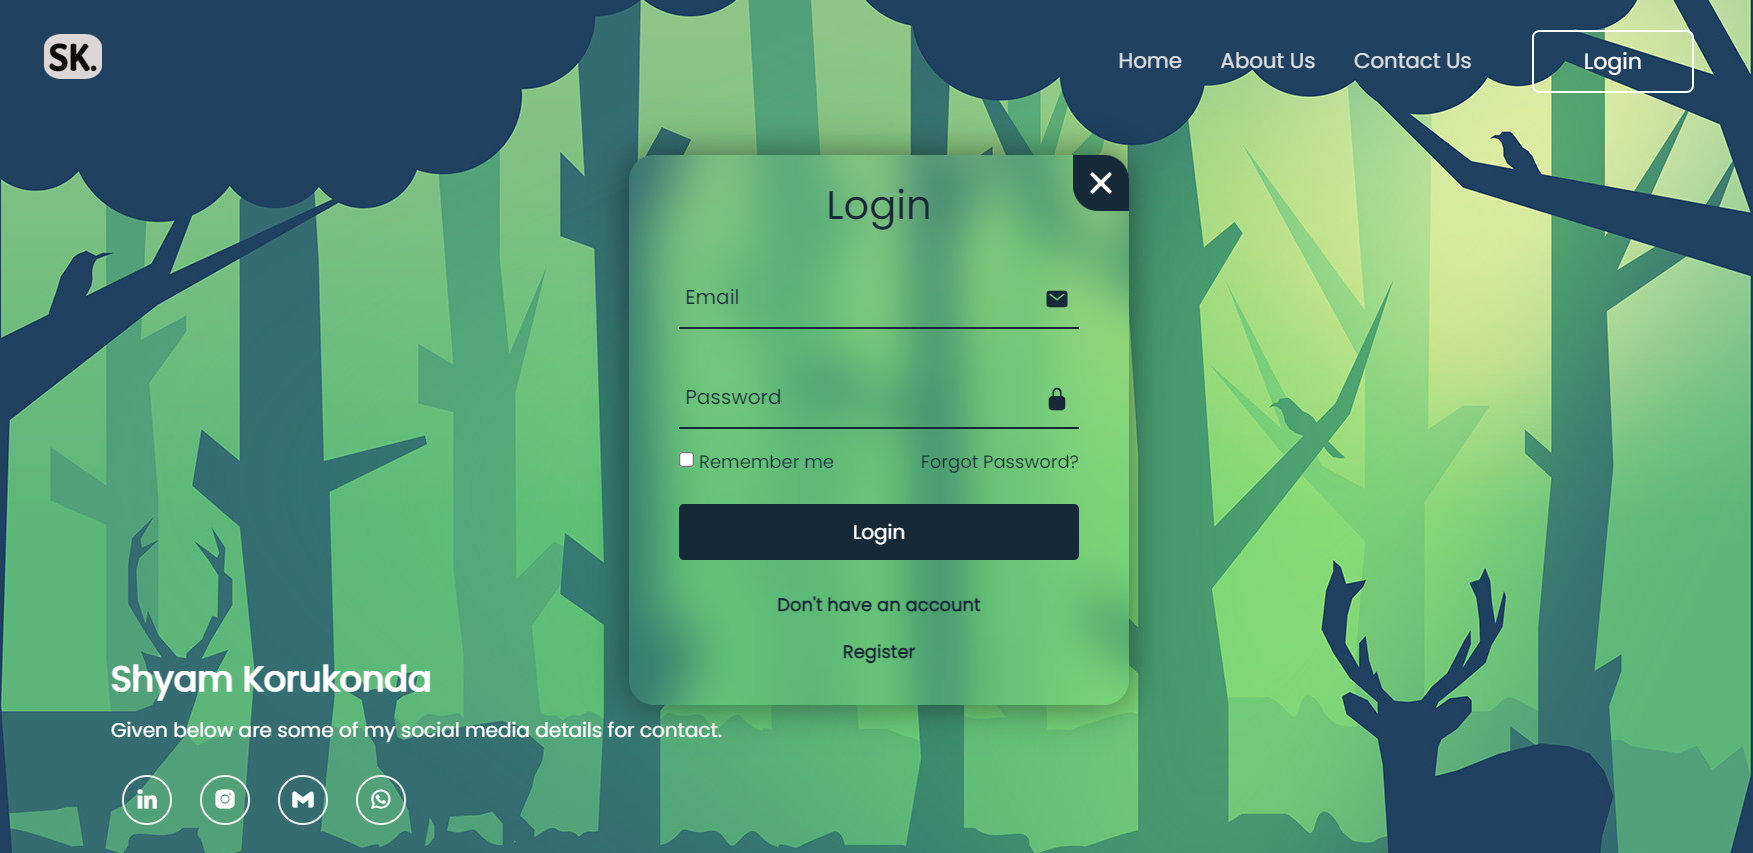 SK.
Home
About Us
Contact Us
Login
Login
Email
Password
Remember me
Forgot Password?
Login
Don't have an account
Register
Shyam Korukonda
Given below are some of my social media details for contact.
in